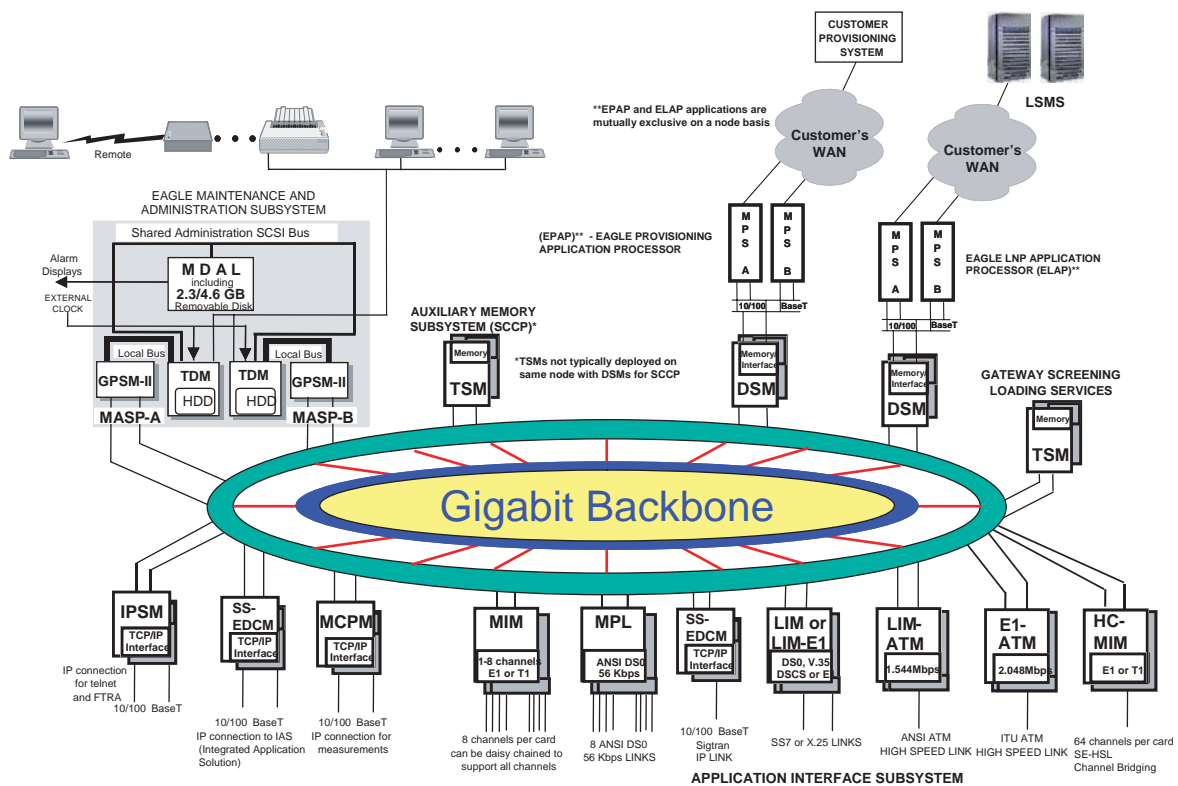 CUSTOMER
PROVISIONING
SYSTEM
LSMS
**EPAP and ELAP applications are
mutually exclusive on a node basis
Customer's
WAN
Customer's
WAN
Remote
EAGLE MAINTENANCE AND
ADMINISTRATION SUBSYSTEM
Shared Administration SCSI Bus
Alarm
Displays
M D A L
including
2.3/4.6 GB
Removable Disk
EXTERNAL
CLOCK
Local Bus
Local Bus
GPSM-II
TDM
HDD
TDM
HDD
GPSM-II
MASP-A
MASP-B
(EPAP)** - EAGLE PROVISIONING
APPLICATION PROCESSOR
M
P
S
A
M
P
S
B
10/100
BaseT
M
P
S
A
M
P
S
B
10/100
BaseT
EAGLE LNP APPLICATION
PROCESSOR (ELAP)**
AUXILIARY MEMORY
SUBSYSTEM (SCCP)*
Memory
TSM
*TSMs not typically deployed on
same node with DSMs for SCCP
Memory/
Interface
DSM
Memory/
Interface
DSM
GATEWAY SCREENING
LOADING SERVICES
Memory
TSM
Gigabit Backbone
IPSM
TCP/IP
Interface
IP connection
for telnet
and FTRA
10/100 BaseT
SS-
EDCM
TCP/IP
Interface
10/100 BaseT
IP connection to IAS
(Integrated Application
Solution)
MCPM
TCP/IP
Interface
10/100 BaseT
IP connection for
measurements
MIM
1-8 channels
E1 or T1
8 channels per card
can be daisy chained to
support all channels
MPL
ANSI DS0
56 Kbps
8 ANSI DS0
56 Kbps LINKS
SS-
EDCM
TCP/IP
Interface
10/100 BaseT
Sigtran
IP LINK
LIM or
LIM-E1
DS0, V.35
DSCS or E
SS7 or X.25 LINKS
LIM-
ATM
1.544Mbps
ANSI ATM
HIGH SPEED LINK
E1-
ATM
2.048Mbps
ITU ATM
HIGH SPEED LINK
HC-
MIM
E1 or T1
64 channels per card
SE-HSL
Channel Bridging
APPLICATION INTERFACE SUBSYSTEM